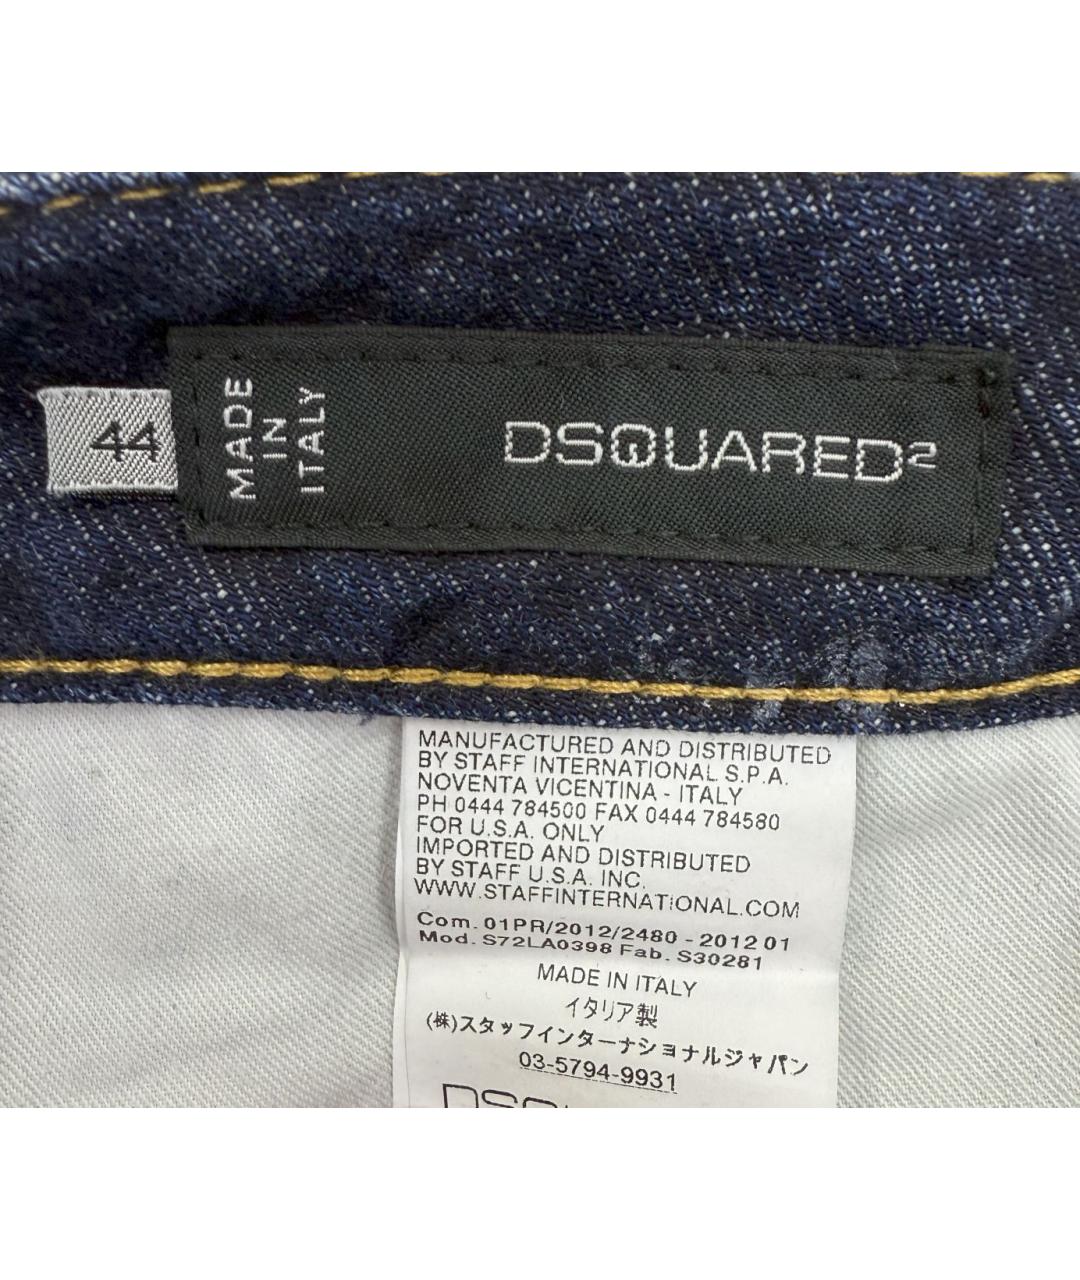 44
MADE
IN
ITALY
DSQUARED2
MANUFACTURED AND DISTRIBUTED
BY STAFF INTERNATIONAL S.P.A.
NOVENTA VICENTINA - ITALY
PH 0444 784500 FAX 0444 784580
FOR U.S.A. ONLY
IMPORTED AND DISTRIBUTED
BY STAFF U.S.A. INC.
WWW.STAFFINTERNATIONAL.COM
Com. 01PR/2012/2480 - 2012 01
Mod. S72LA0398 Fab. S30281
MADE IN ITALY
イタリア製
(株)スタッフインターナショナルジャパン
03-5794-9931